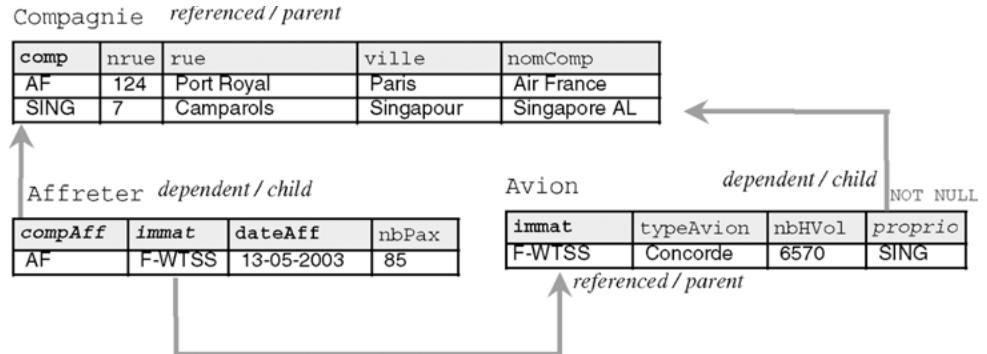 Compagnie referenced / parent
comp nrue rue ville nomComp
AF 124 Port Royal Paris Air France
SING 7 Camparols Singapour Singapore AL
Affreter dependent / child
compAff immat dateAff nbPax
AF F-WTSS 13-05-2003 85
Avion dependent / child
NOT NULL
immat typeAvion nbHVol proprio
F-WTSS Concorde 6570 SING
referenced / parent